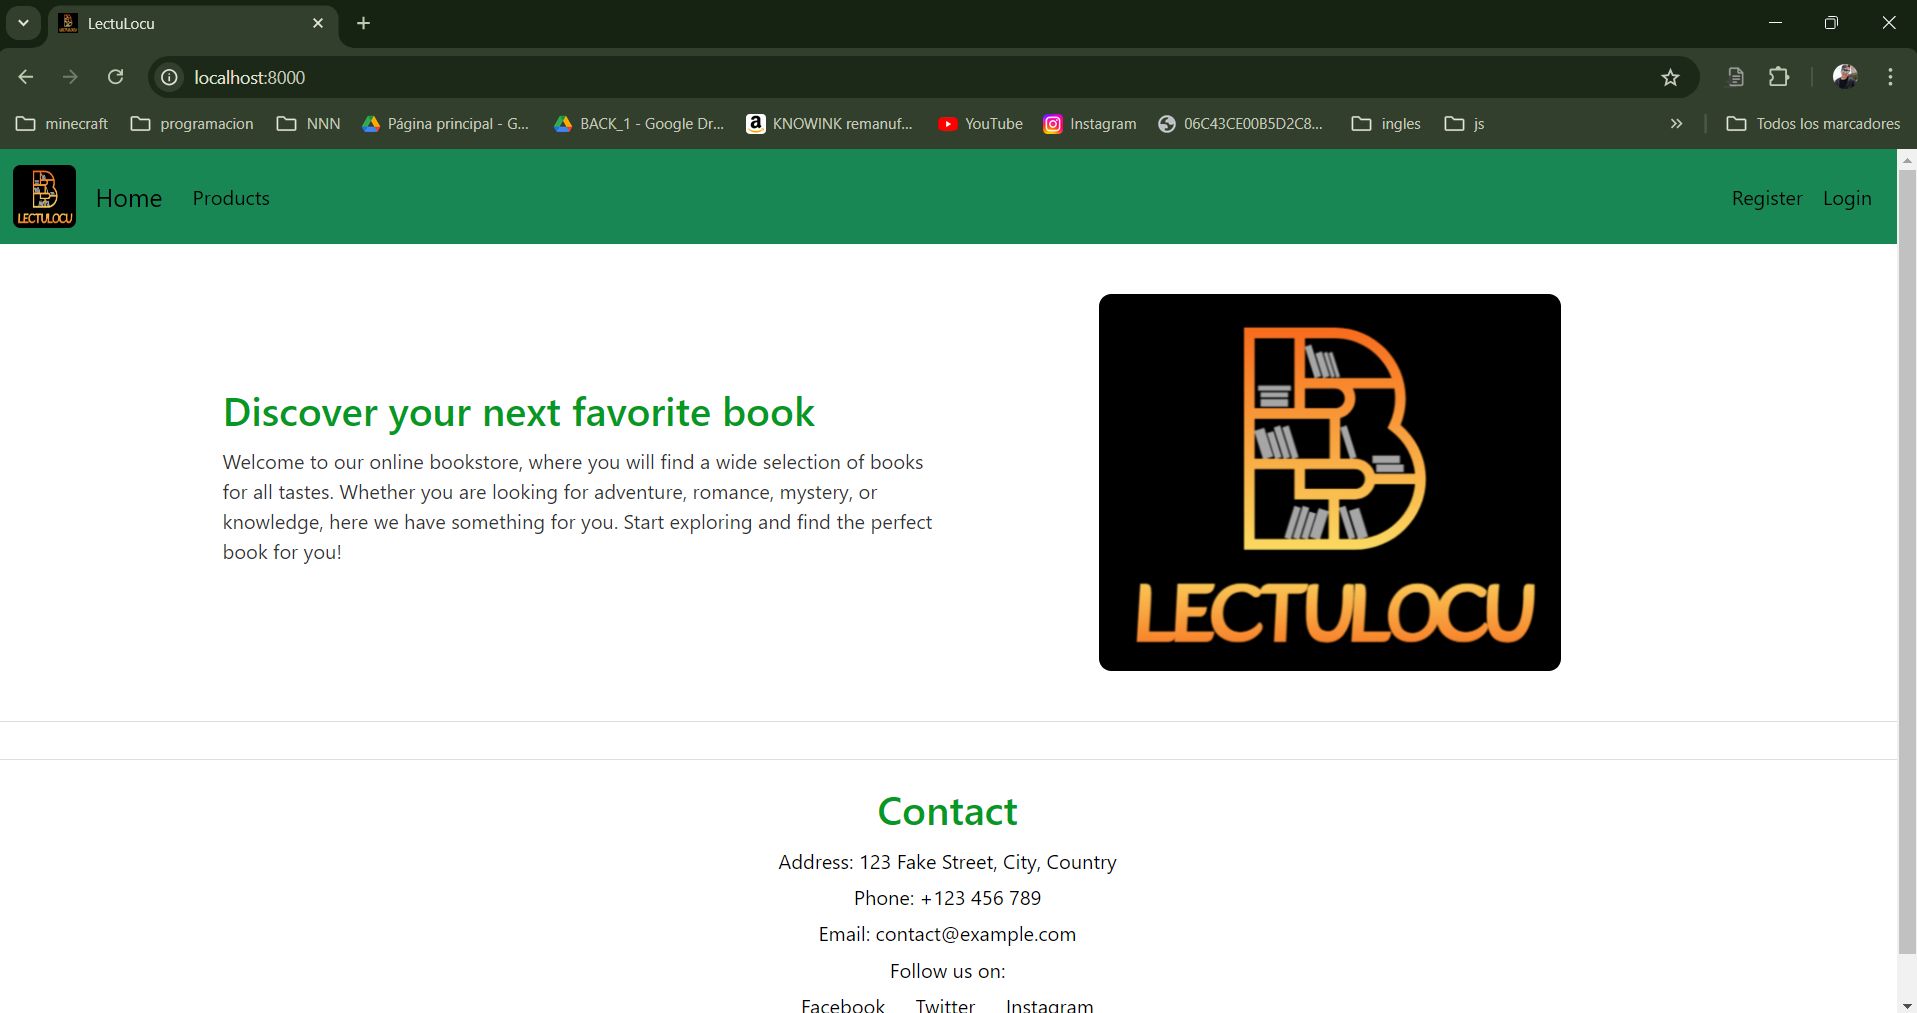 LectuLocu
localhost:8000
minecraft
programacion
NNN
Página principal - G...
BACK_1 - Google Dr...
KNOWINK remanuf...
YouTube
Instagram
06C43CE00B5D2C8...
ingles
js
Todos los marcadores
LECTULOCU
Home
Products
Register
Login
Discover your next favorite book
Welcome to our online bookstore, where you will find a wide selection of books
for all tastes. Whether you are looking for adventure, romance, mystery, or
knowledge, here we have something for you. Start exploring and find the perfect
book for you!
B
LECTULOCU
Contact
Address: 123 Fake Street, City, Country
Phone: +123 456 789
Email: contact@example.com
Follow us on:
Facebook Twitter Instagram